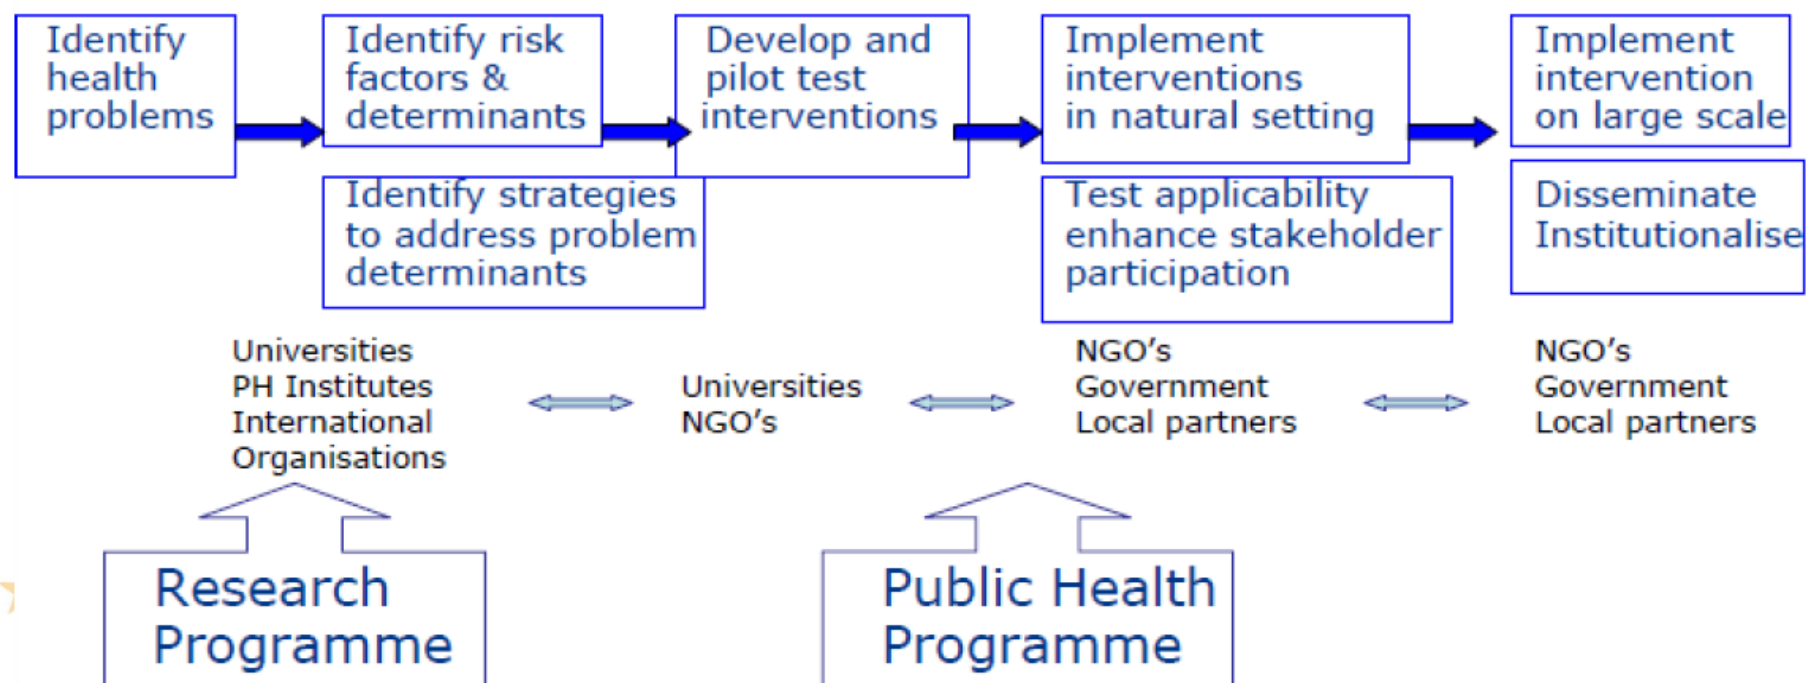 Identify
health
problems
Identify risk
factors &
determinants
Develop and
pilot test
interventions
Implement
interventions
in natural setting
Implement
intervention
on large scale
Identify strategies
to address problem
determinants
Test applicability
enhance stakeholder
participation
Disseminate
Institutionalise
Universities
PH Institutes
International
Organisations
Universities
NGO’s
NGO’s
Government
Local partners
NGO’s
Government
Local partners
Research
Programme
Public Health
Programme